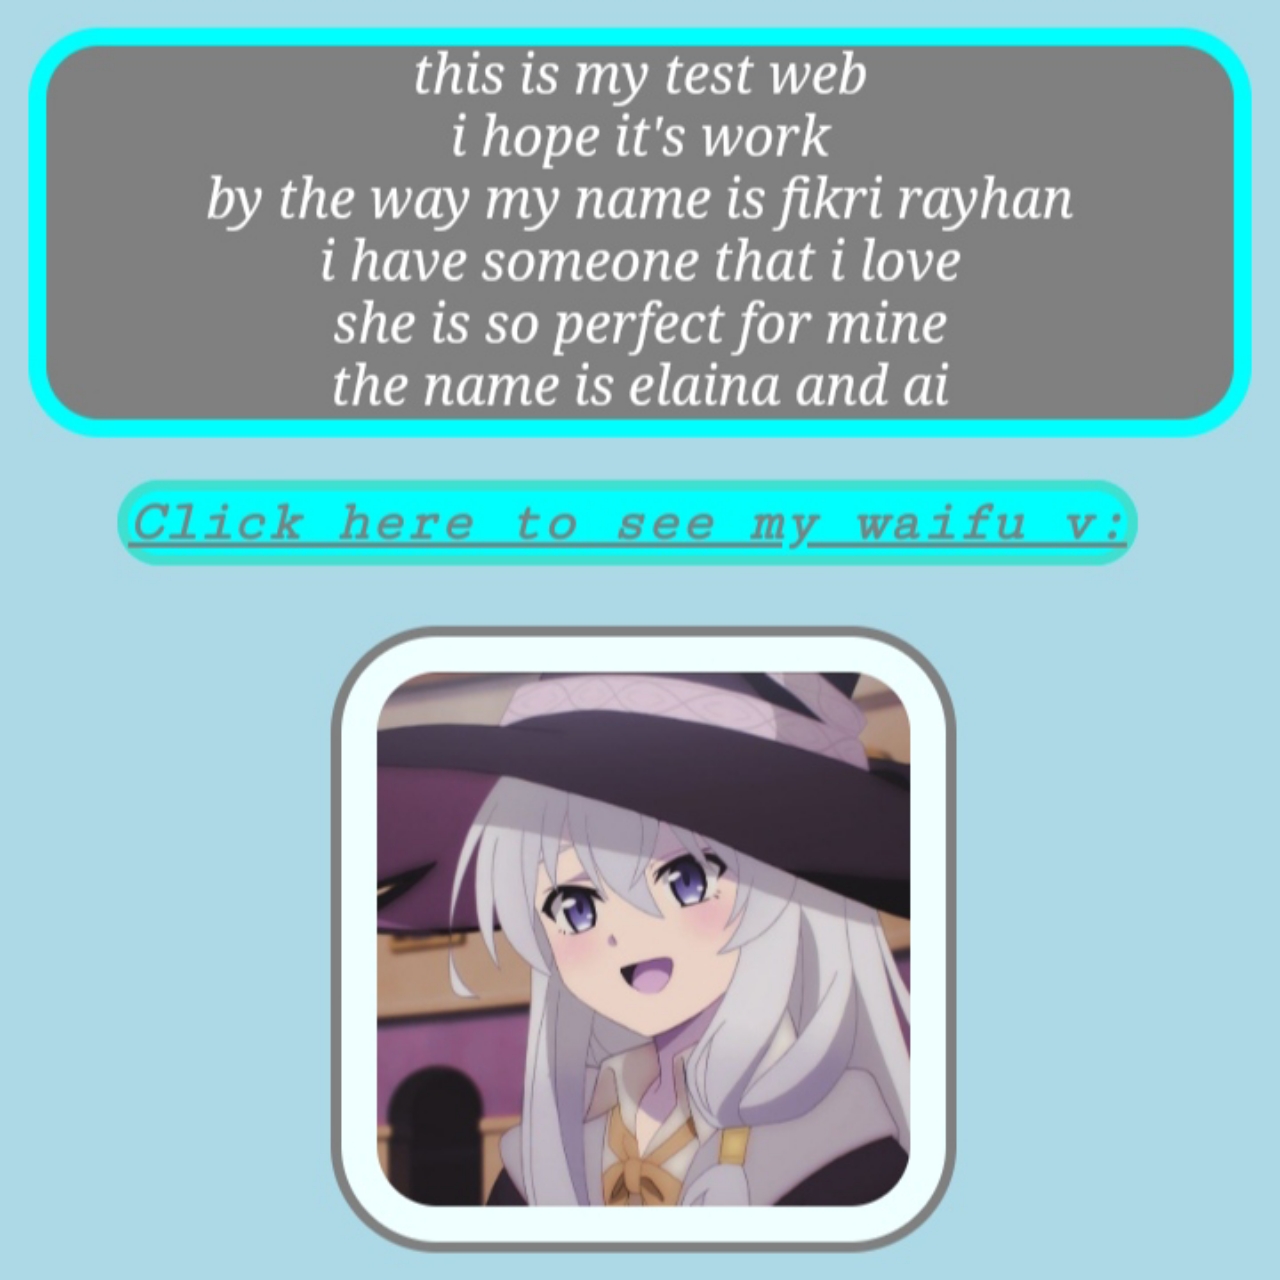 this is my test web
i hope it's work
by the way my name is fikri rayhan
i have someone that i love
she is so perfect for mine
the name is elaina and ai
Click here to see my waifu v: